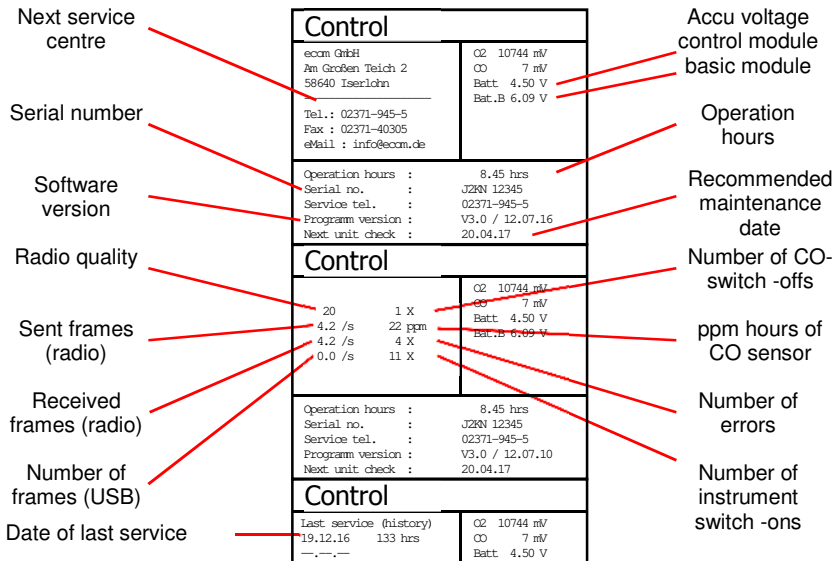 Next service
centre
Serial number
Software
version
Radio quality
Sent frames
(radio)
Received
frames (radio)
Number of
frames (USB)
Date of last service
Control
ecom GmbH
Am Großen Teich 2
58640 Iserlohn
Tel.: 02371-945-5
Fax : 02371-40305
eMail : info@ecom.de
O2 10744 mV
CO 7 mV
Batt 4.50 V
Bat.B 6.09 V
Operation hours : 8.45 hrs
Serial no. : J2KN 12345
Service tel. : 02371-945-5
Programm version : V3.0 / 12.07.16
Next unit check : 20.04.17
Control
20 1 X
4.2 /s 22 ppm
4.2 /s 4 X
0.0 /s 11 X
O2 10744 mV
CO 7 mV
Batt 4.50 V
Bat.B 6.09 V
Operation hours : 8.45 hrs
Serial no. : J2KN 12345
Service tel. : 02371-945-5
Programm version : V3.0 / 12.07.10
Next unit check : 20.04.17
Control
Last service (history)
19.12.16 133 hrs
--.--.--
O2 10744 mV
CO 7 mV
Batt 4.50 V
Accu voltage
control module
basic module
Operation
hours
Recommended
maintenance
date
Number of CO-
switch -offs
ppm hours of
CO sensor
Number of
errors
Number of
instrument
switch -ons